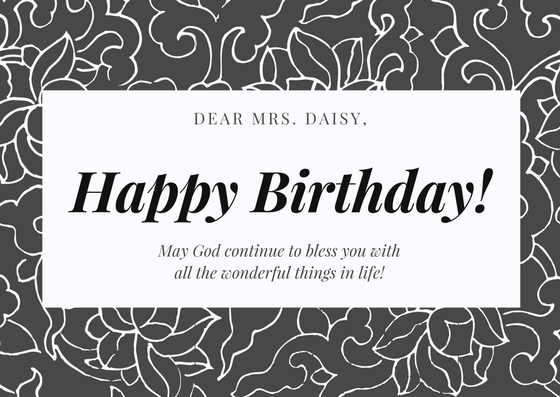 DEAR MRS. DAISY,
Happy Birthday!
May God continue to bless you with
all the wonderful things in life!